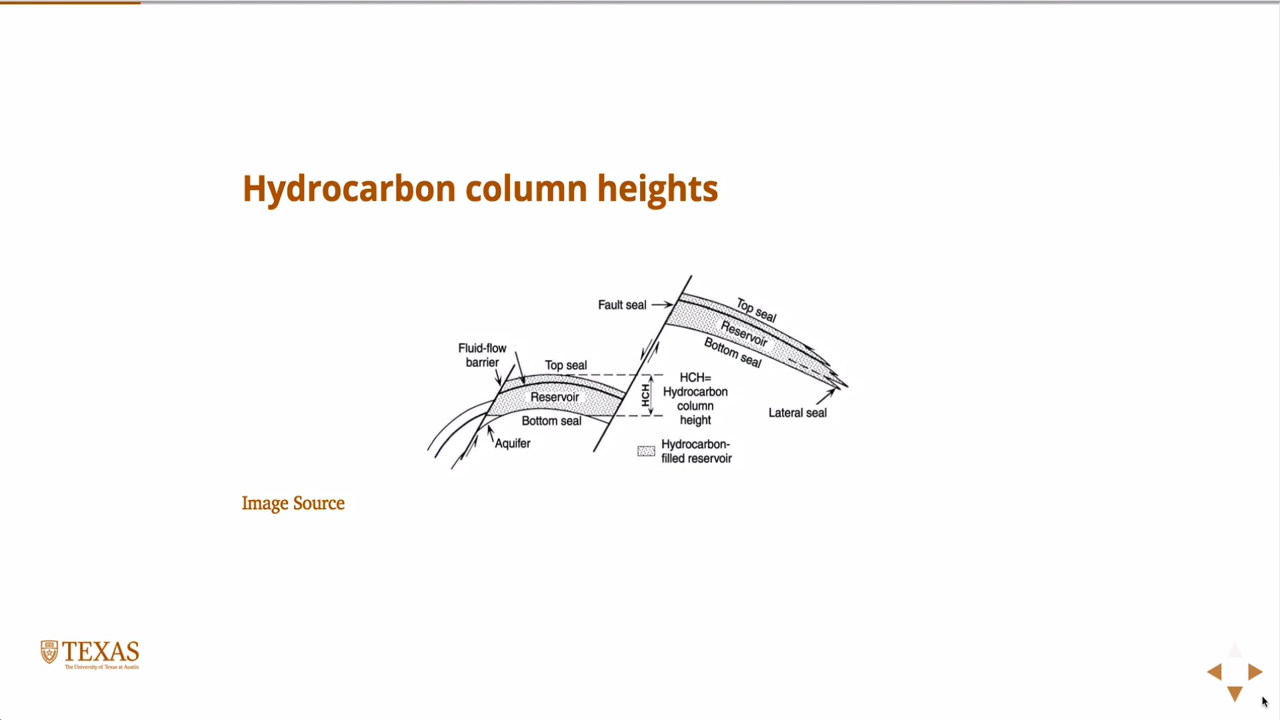 Hydrocarbon column heights
Fault seal
Top seal
Reservoir
Bottom seal
Lateral seal
Fluid-flow
barrier
Top seal
Reservoir
Bottom seal
Aquifer
HCH
HCH=
Hydrocarbon
column
height
Hydrocarbon-
filled reservoir
Image Source
TEXAS
The University of Texas at Austin